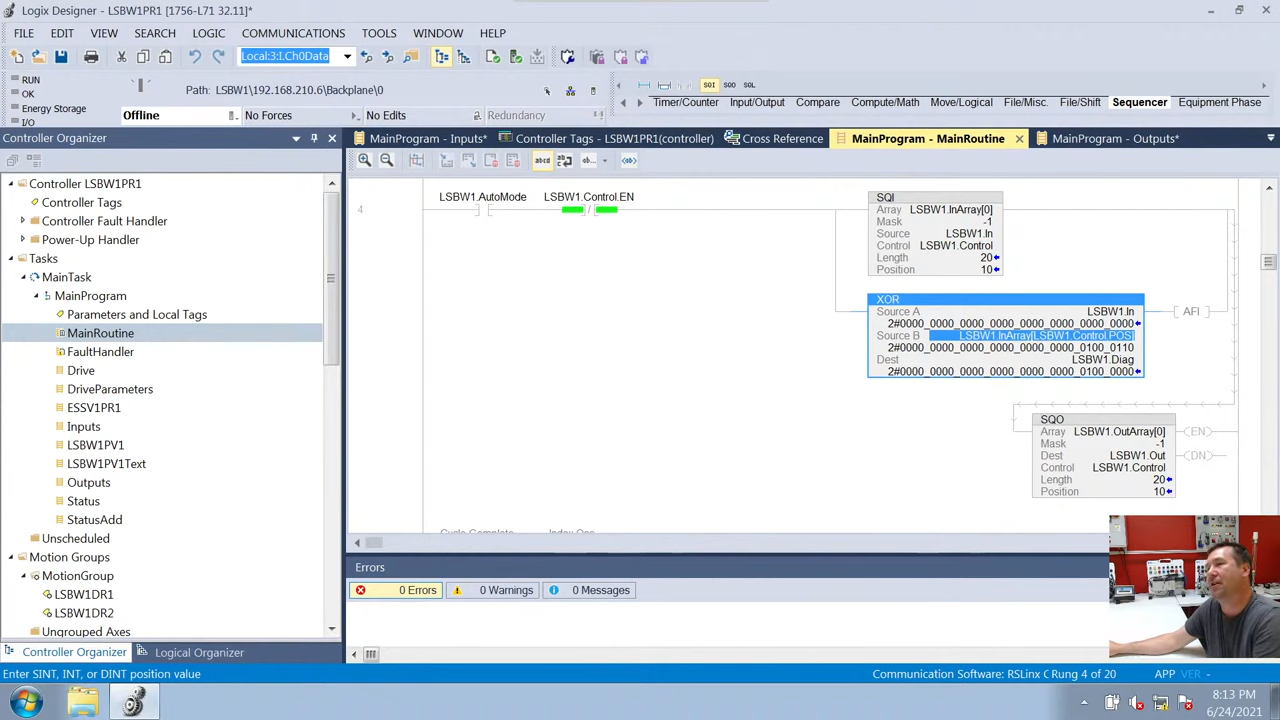 Logix Designer - LSBW1PR1 [1756-L71 32.11]*
FILE EDIT VIEW SEARCH LOGIC COMMUNICATIONS TOOLS WINDOW HELP
Local:3:I.Ch0Data
RUN
OK
Energy Storage
I/O
Path: LSBW1\192.168.210.6\Backplane\0
Offline No Forces No Edits Redundancy
SQI SQO SQL
Timer/Counter Input/Output Compare Compute/Math Move/Logical File/Misc. File/Shift Sequencer Equipment Phase
Controller Organizer
MainProgram - Inputs* Controller Tags - LSBW1PR1(controller) Cross Reference MainProgram - MainRoutine MainProgram - Outputs*
Controller LSBW1PR1
Controller Tags
Controller Fault Handler
Power-Up Handler
Tasks
MainTask
MainProgram
Parameters and Local Tags
MainRoutine
FaultHandler
Drive
DriveParameters
ESSV1PR1
Inputs
LSBW1PV1
LSBW1PV1Text
Outputs
Status
StatusAdd
Unscheduled
Motion Groups
MotionGroup
LSBW1DR1
LSBW1DR2
Ungrouped Axes
Controller Organizer Logical Organizer
4
LSBW1.AutoMode LSBW1.Control.EN
SQI
Array LSBW1.InArray[0]
Mask -1
Source LSBW1.In
Control LSBW1.Control
Length 20
Position 10
XOR
Source A LSBW1.In
2#0000_0000_0000_0000_0000_0000_0000_0000
Source B LSBW1.InArray[LSBW1.Control.POS]
2#0000_0000_0000_0000_0000_0000_0100_0110
Dest LSBW1.Diag
2#0000_0000_0000_0000_0000_0000_0100_0000
AFI
SQO
Array LSBW1.OutArray[0]
Mask -1
Dest LSBW1.Out
Control LSBW1.Control
Length 20
Position 10
EN
DN
Cycle Complete Index One
Errors
0 Errors 0 Warnings 0 Messages
Enter SINT, INT, or DINT position value
Communication Software: RSLinx C Rung 4 of 20 APP VER -
8:13 PM
6/24/2021